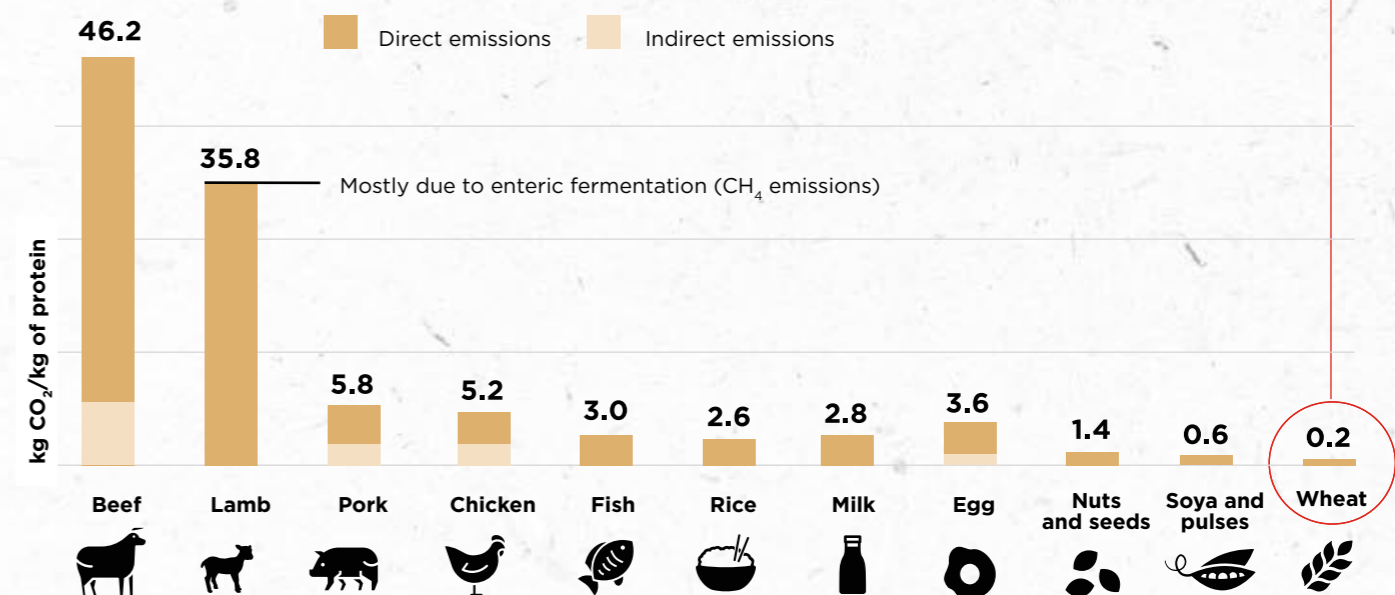 46.2
Direct emissions
Indirect emissions
35.8
Mostly due to enteric fermentation (CH₄ emissions)
kg CO₂/kg of protein
5.8
5.2
3.0
2.6
2.8
3.6
1.4
0.6
0.2
Beef
Lamb
Pork
Chicken
Fish
Rice
Milk
Egg
Nuts
and seeds
Soya and
pulses
Wheat